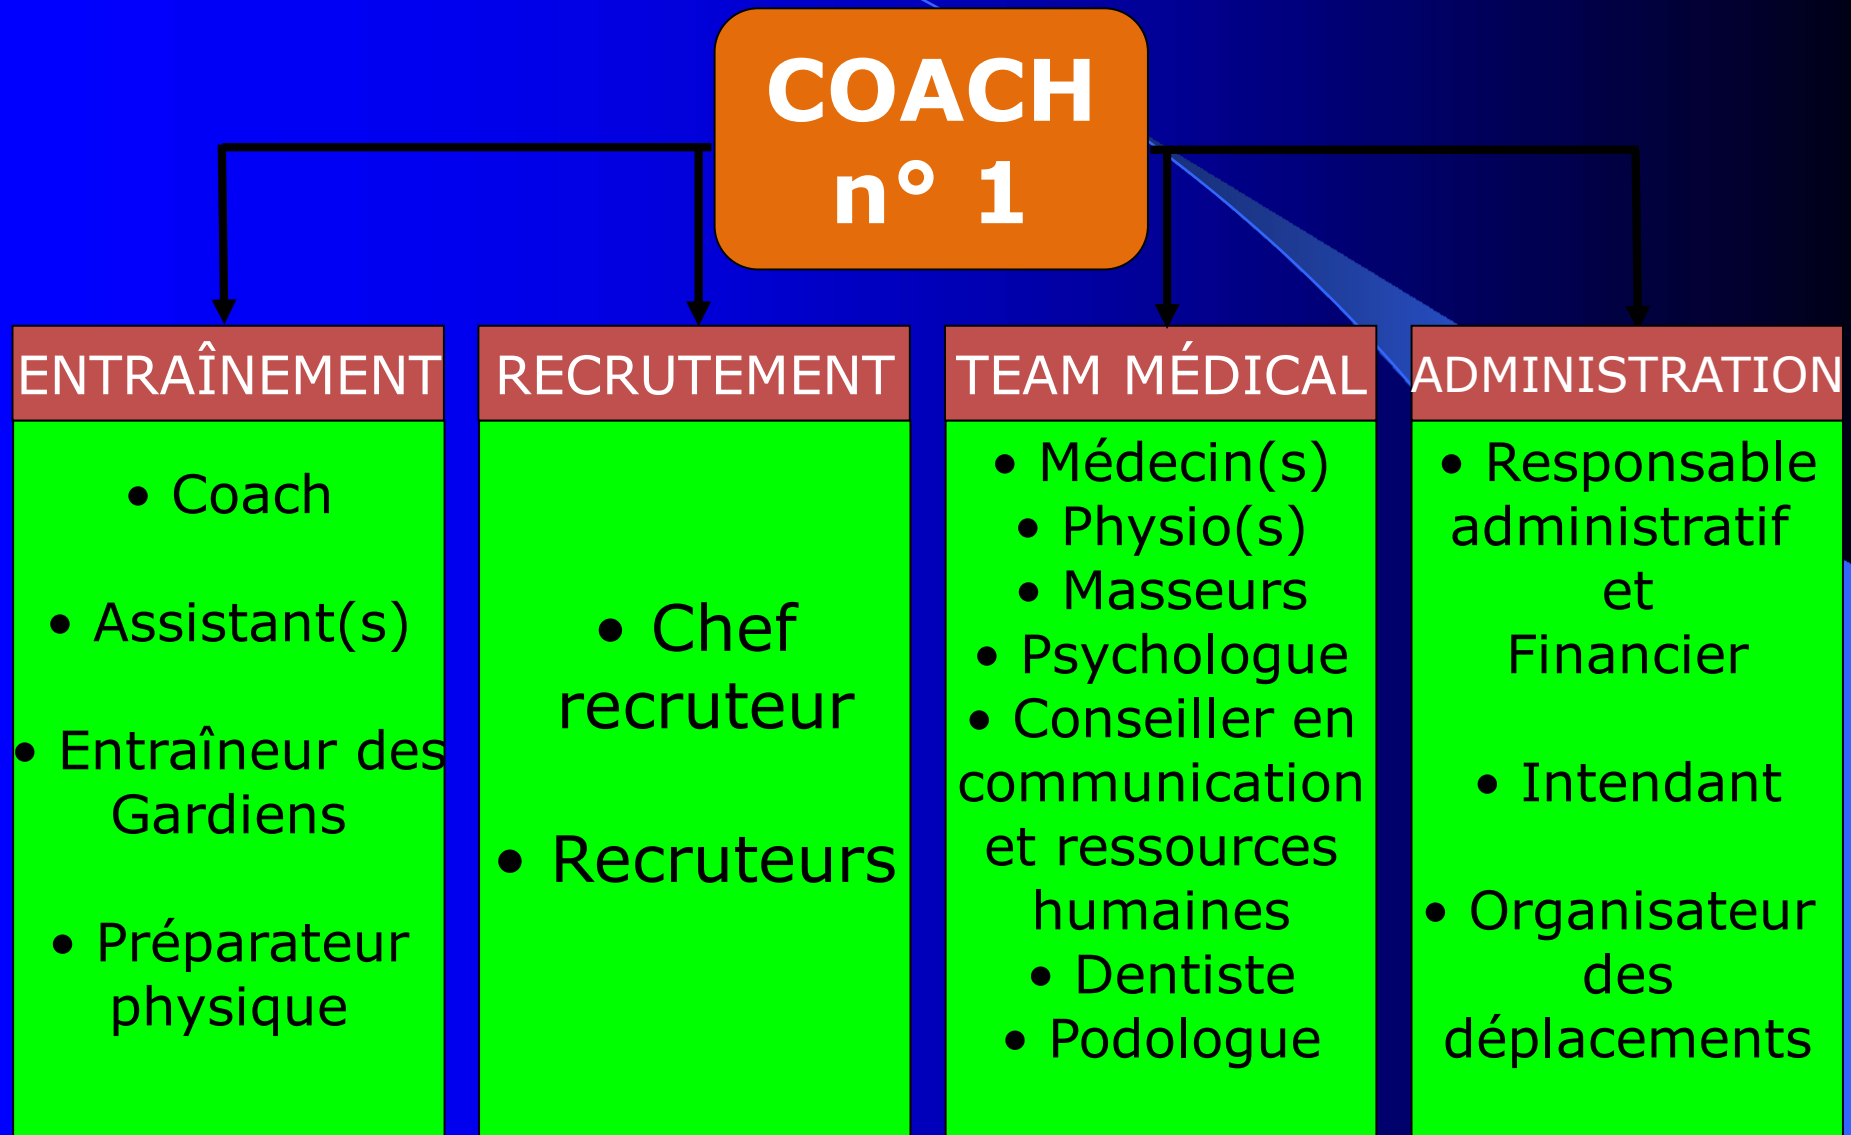 COACH
n° 1
ENTRAÎNEMENT
• Coach
• Assistant(s)
• Entraîneur des
Gardiens
• Préparateur
physique
RECRUTEMENT
• Chef
recruteur
• Recruteurs
TEAM MÉDICAL
• Médecin(s)
• Physio(s)
• Masseurs
• Psychologue
• Conseiller en
communication
et ressources
humaines
• Dentiste
• Podologue
ADMINISTRATION
• Responsable
administratif
et
Financier
• Intendant
• Organisateur
des
déplacements